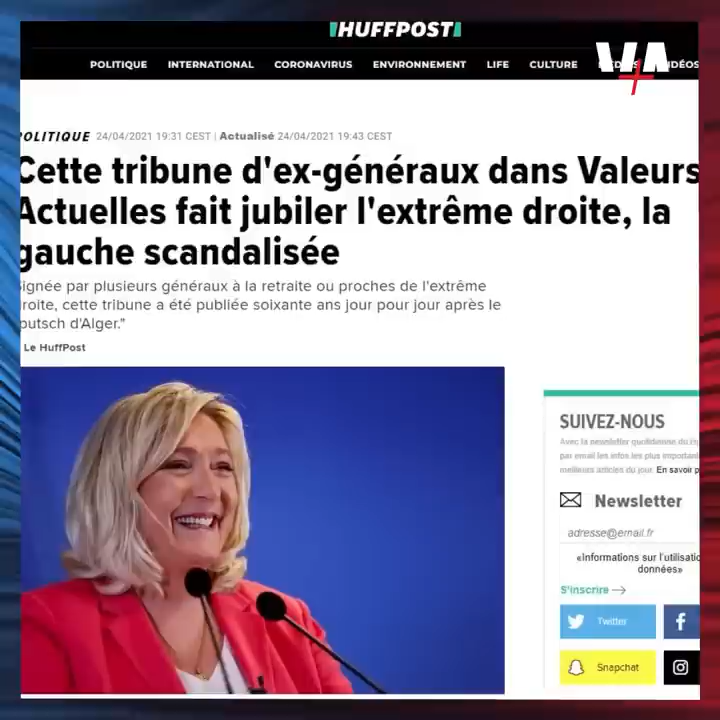 HUFFPOST
VA+
POLITIQUE INTERNATIONAL CORONAVIRUS ENVIRONNEMENT LIFE CULTURE
OLITIQUE 24/04/2021 19:31 CEST | Actualisé 24/04/2021 19:43 CEST
Cette tribune d'ex-généraux dans Valeurs
Actuelles fait jubiler l'extrême droite, la
gauche scandalisée
Signée par plusieurs généraux à la retraite ou proches de l'extrême
droite, cette tribune a été publiée soixante ans jour pour jour après le
putsch d'Alger."
Le HuffPost
SUIVEZ-NOUS
Avec la newsletter quotidienne du
par email les infos les plus
meilleurs articles du jour. En savoir
Newsletter
adresse@email.fr
«Informations sur l'utilisatio
données»
S'inscrire →
Twitter
Snapchat